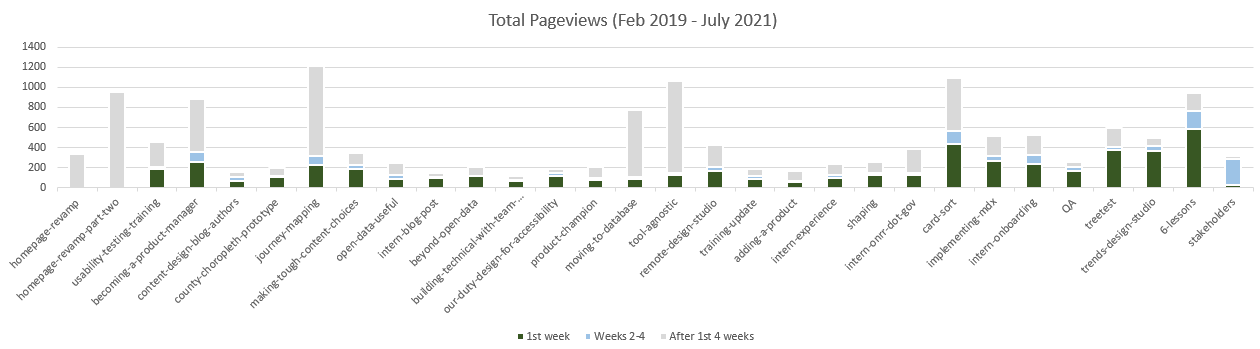 Total Pageviews (Feb 2019 - July 2021)
1400
1200
1000
800
600
400
200
0
homepage-revamp
homepage-revamp-part-two
usability-testing-training
becoming-a-product-manager
content-design-blog-authors
county-choropleth-prototype
journey-mapping
making-tough-content-choices
open-data-useful
intern-blog-post
beyond-open-data
building-technical-with-team-…
our-duty-design-for-accessibility
product-champion
moving-to-database
tool-agnostic
remote-design-studio
training-update
adding-a-product
intern-experience
shaping
intern-onrr-dot-gov
card-sort
implementing-mdx
intern-onboarding
QA
treetest
trends-design-studio
6-lessons
stakeholders
1st week Weeks 2-4 After 1st 4 weeks